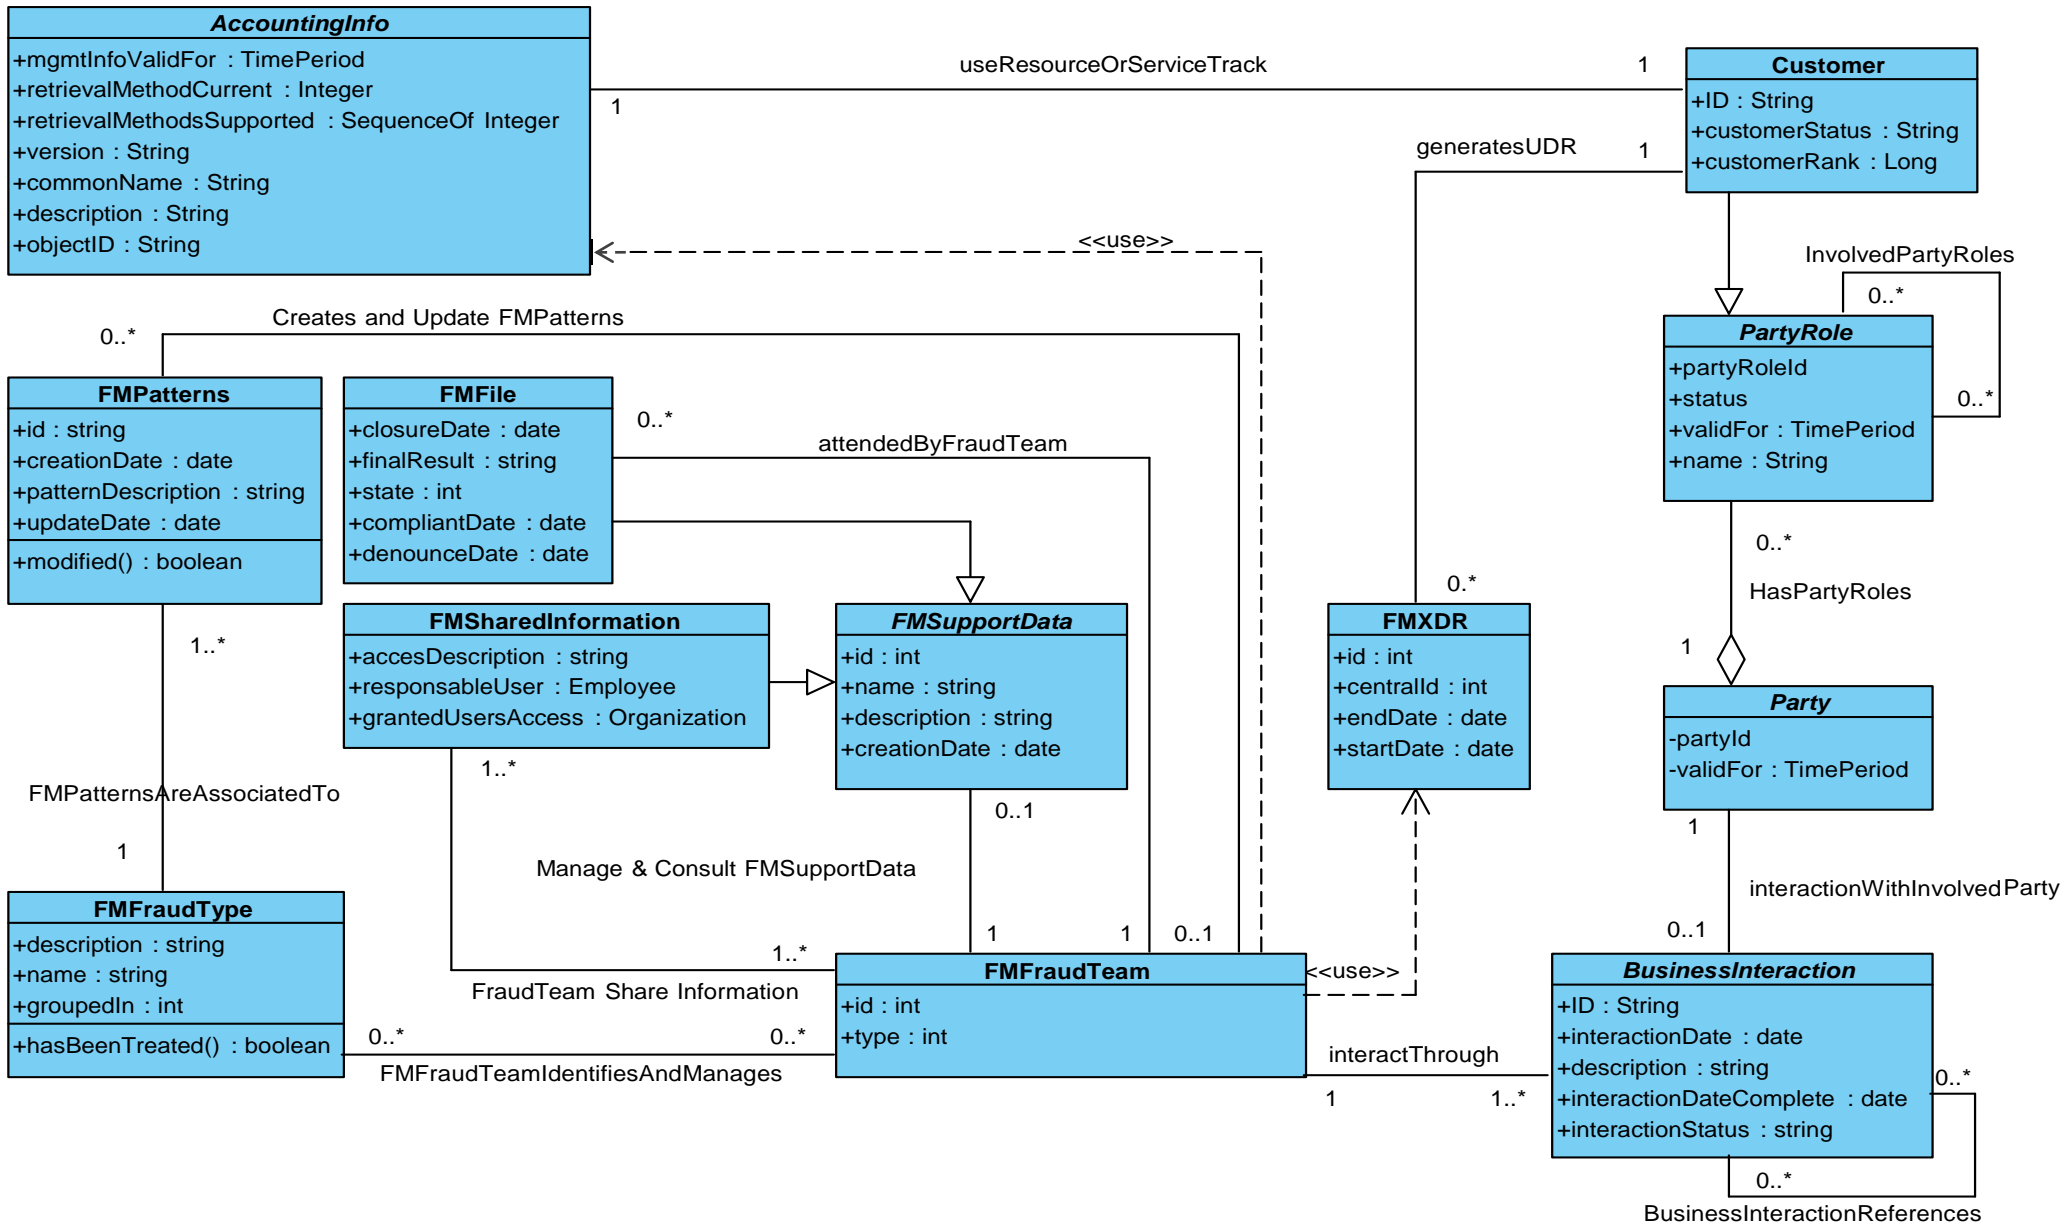 AccountingInfo
+mgmtInfoValidFor : TimePeriod
+retrievalMethodCurrent : Integer
+retrievalMethodsSupported : SequenceOf Integer
+version : String
+commonName : String
+description : String
+objectID : String
useResourceOrServiceTrack
1
1
Customer
+ID : String
+customerStatus : String
+customerRank : Long
generatesUDR
1
0.*
<<use>>
InvolvedPartyRoles
0..*
0..*
PartyRole
+partyRoleId
+status
+validFor : TimePeriod
+name : String
Creates and Update FMPatterns
0..*
0..1
FMPatterns
+id : string
+creationDate : date
+patternDescription : string
+updateDate : date
+modified() : boolean
FMFile
+closureDate : date
+finalResult : string
+state : int
+compliantDate : date
+denounceDate : date
0..*
attendedByFraudTeam
1
0..*
HasPartyRoles
1
FMSharedInformation
+accesDescription : string
+responsableUser : Employee
+grantedUsersAccess : Organization
FMSupportData
+id : int
+name : string
+description : string
+creationDate : date
FMXDR
+id : int
+centralId : int
+endDate : date
+startDate : date
Party
-partyId
-validFor : TimePeriod
1..*
FMPatternsAreAssociatedTo
1
1..*
0..1
Manage & Consult FMSupportData
1
1
interactionWithInvolvedParty
0..1
FMFraudType
+description : string
+name : string
+groupedIn : int
+hasBeenTreated() : boolean
1..*
FraudTeam Share Information
0..*
0..*
FMFraudTeamIdentifiesAndManages
FMFraudTeam
+id : int
+type : int
<<use>>
interactThrough
1
1..*
BusinessInteraction
+ID : String
+interactionDate : date
+description : string
+interactionDateComplete : date
+interactionStatus : string
0..*
0..*
BusinessInteractionReferences